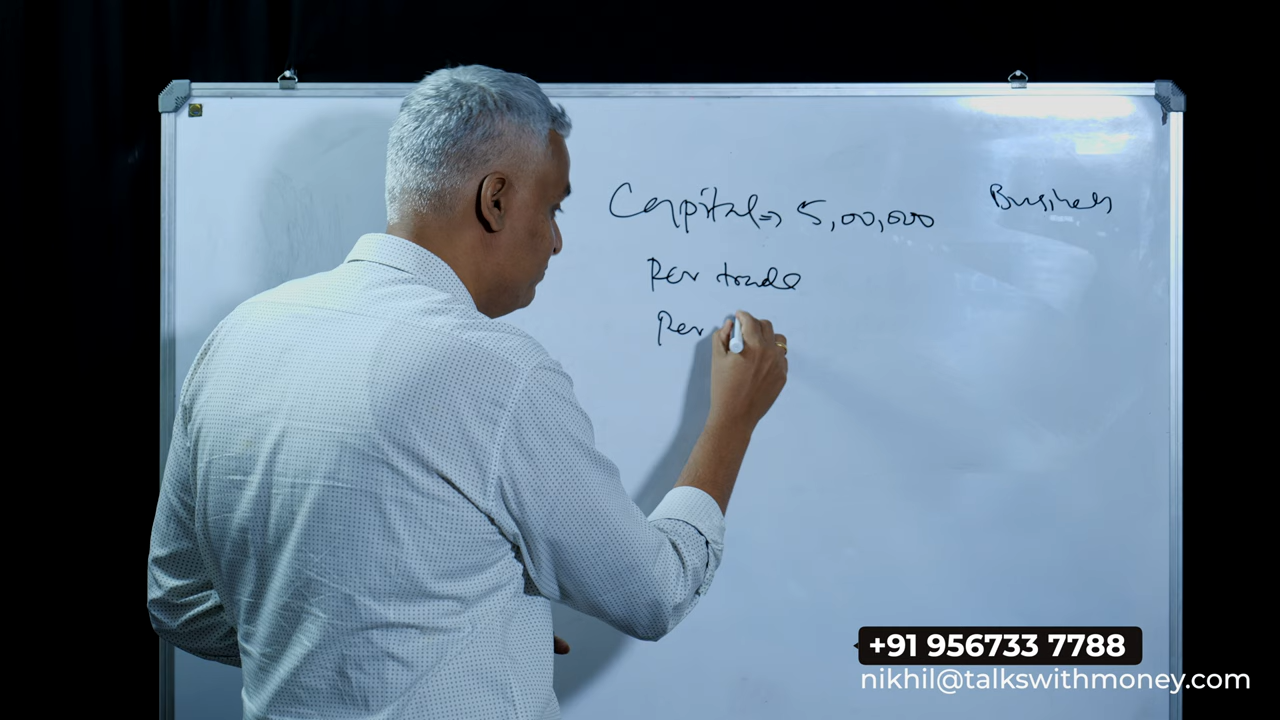 Capital => 5,00,000 Business
Per trade
Per
+91 956733 7788
nikhil@talkswithmoney.com